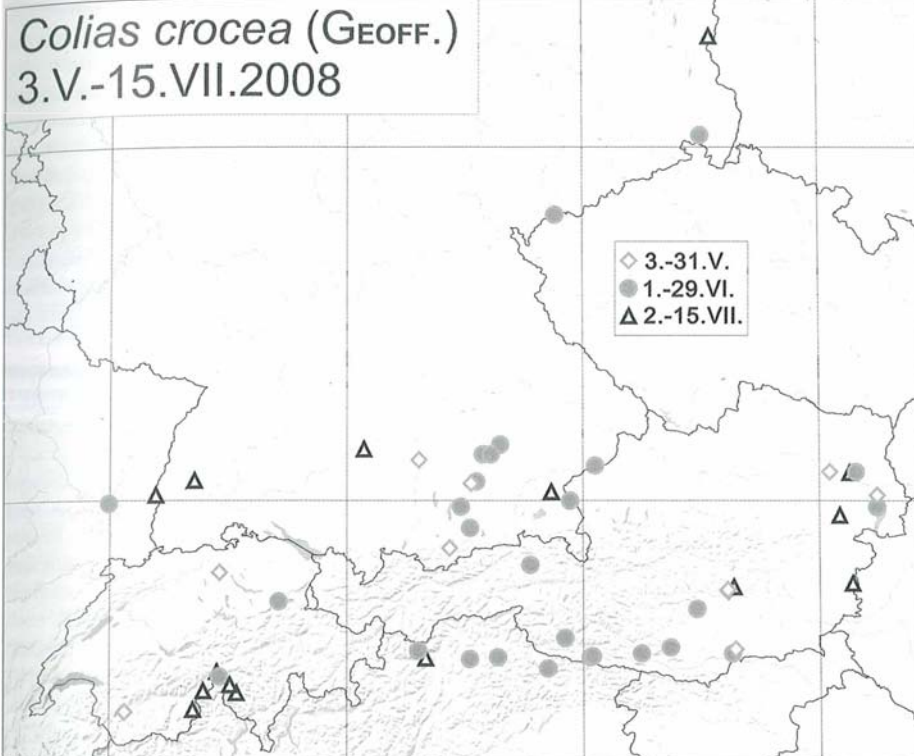 Colias crocea (GEOFF.)
3.V.-15.VII.2008
3.-31.V.
1.-29.VI.
2.-15.VII.